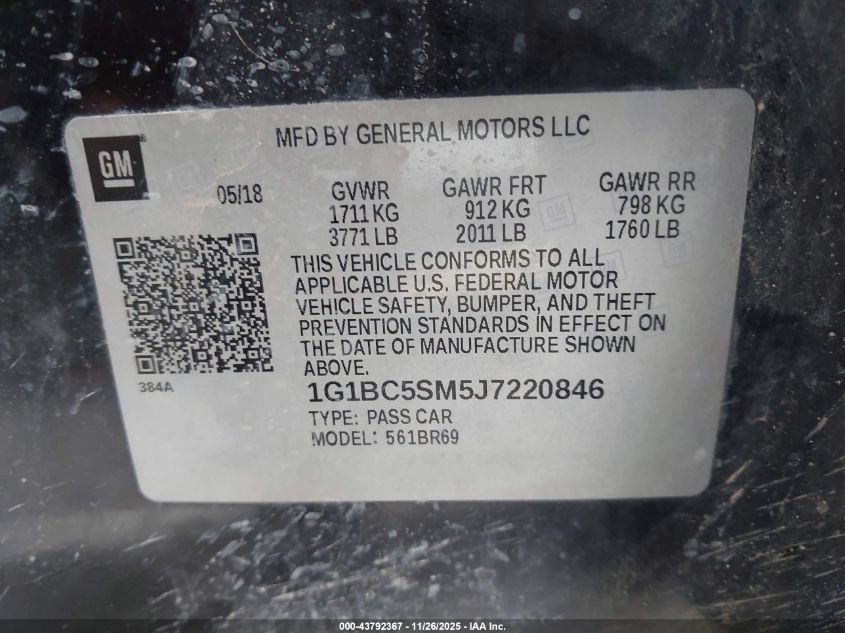 MFD BY GENERAL MOTORS LLC
GM
05/18
GVWR GAWR FRT GAWR RR
1711 KG 912 KG 798 KG
3771 LB 2011 LB 1760 LB
THIS VEHICLE CONFORMS TO ALL
APPLICABLE U.S. FEDERAL MOTOR
VEHICLE SAFETY, BUMPER, AND THEFT
PREVENTION STANDARDS IN EFFECT ON
THE DATE OF MANUFACTURE SHOWN
ABOVE.
384A
1G1BC5SM5J7220846
TYPE: PASS CAR
MODEL: 561BR69
000-43792367 - 11/26/2025 - IAA Inc.